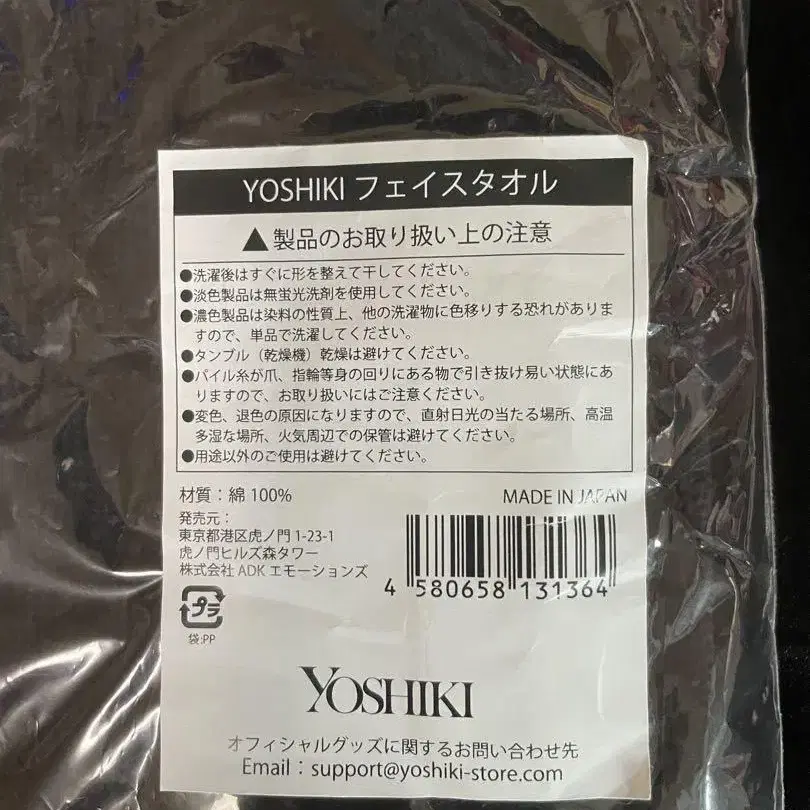 YOSHIKI フェイスタオル
▲製品のお取り扱い上の注意
●洗濯後はすぐに形を整えて干してください。
●淡色製品は無蛍光洗剤を使用してください。
●濃色製品は染料の性質上、他の洗濯物に色移りする恐れがありま
すので、単品で洗濯してください。
●タンブル（乾燥機）乾燥は避けてください。
●パイル糸が爪、指輪等身の回りにある物で引き抜け易い状態にあ
りますので、お取り扱いにはご注意ください。
●変色、退色の原因になりますので、直射日光の当たる場所、高温
多湿な場所、火気周辺での保管は避けてください。
●用途以外のご使用は避けてください。
材質：綿 100%
MADE IN JAPAN
発売元：
東京都港区虎ノ門 1-23-1
虎ノ門ヒルズ森タワー
株式会社 ADK エモーションズ
4 580658 131364
プラ
袋:PP
YOSHIKI
オフィシャルグッズに関するお問い合わせ先
Email：support@yoshiki-store.com